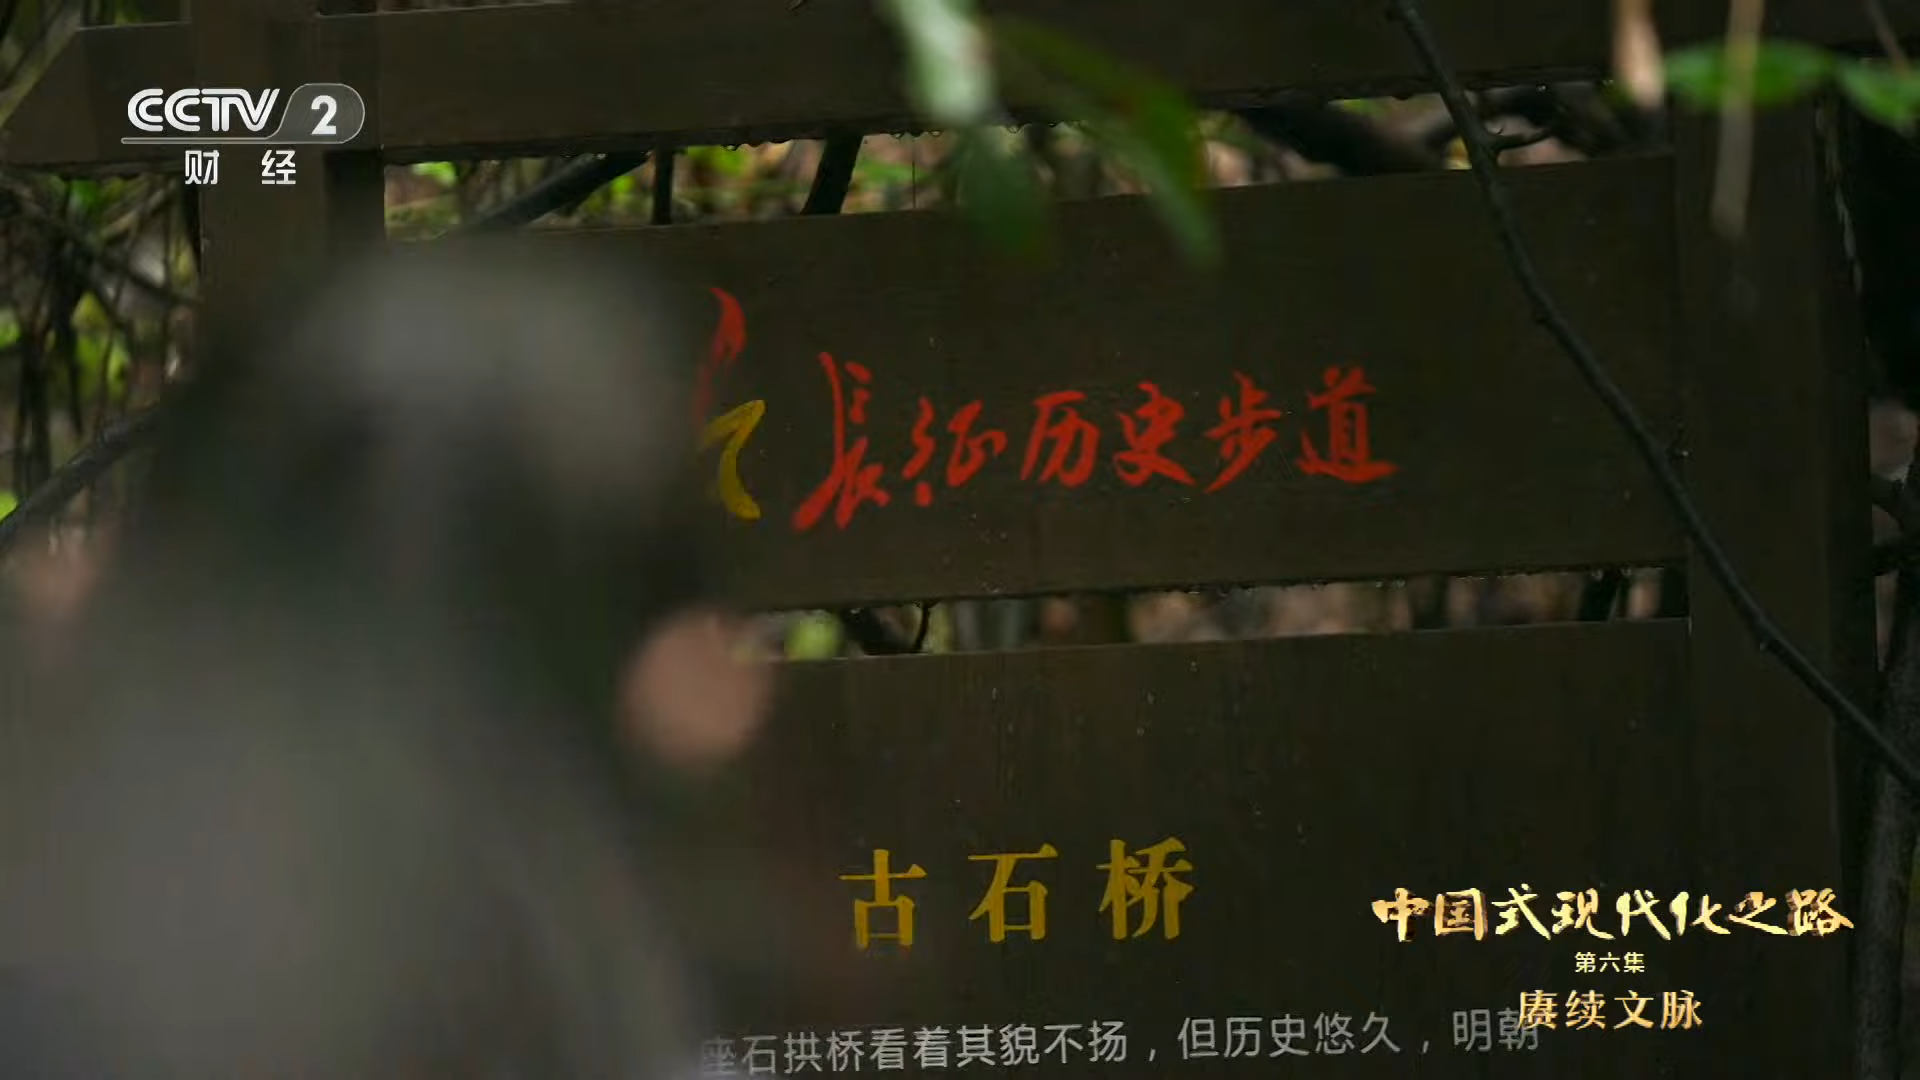 CCTV 2
财 经
長征历史步道
古石桥
中国式现代化之路
第六集
赓续文脉
座石拱桥看着其貌不扬，但历史悠久，明朝